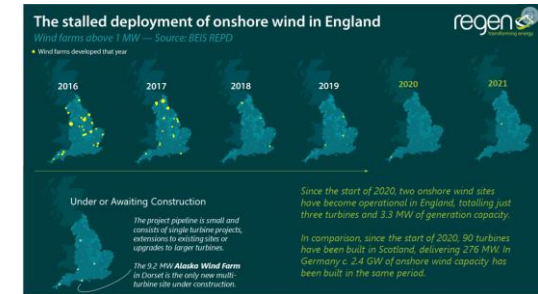 The stalled deployment of onshore wind in England
Wind farms above 1 MW — Source: BEIS REPD
Wind farms developed that year
regen
transforming energy
2016
2017
2018
2019
2020
2021
Under or Awaiting Construction
The project pipeline is small and
consists of single turbine projects,
extensions to existing sites or
upgrades to larger turbines.
The 9.2 MW Alaska Wind Farm
in Dorset is the only new multi-
turbine site under construction.
Since the start of 2020, two onshore wind sites
have become operational in England, totalling just
three turbines and 3.3 MW of generation capacity.
In comparison, since the start of 2020, 90 turbines
have been built in Scotland, delivering 276 MW. In
Germany c. 2.4 GW of onshore wind capacity has
been built in the same period.